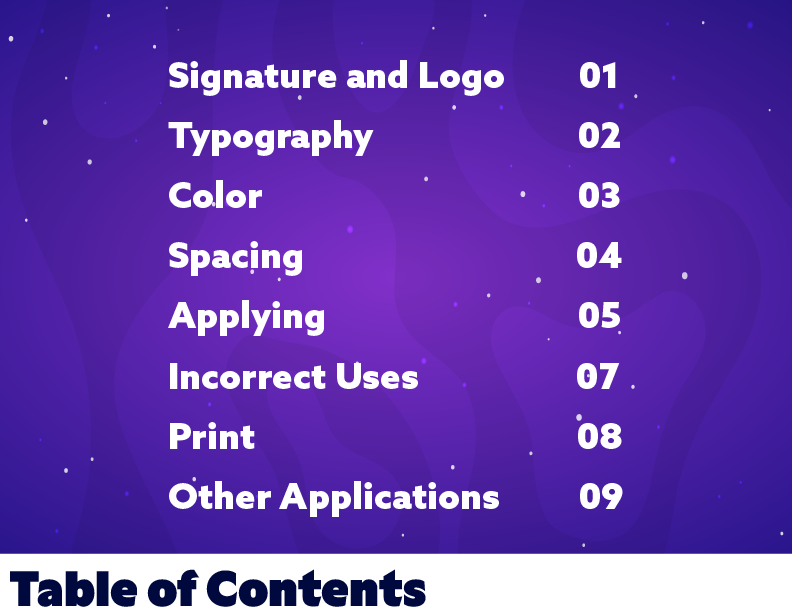 Signature and Logo 01
Typography 02
Color 03
Spacing 04
Applying 05
Incorrect Uses 07
Print 08
Other Applications 09
Table of Contents